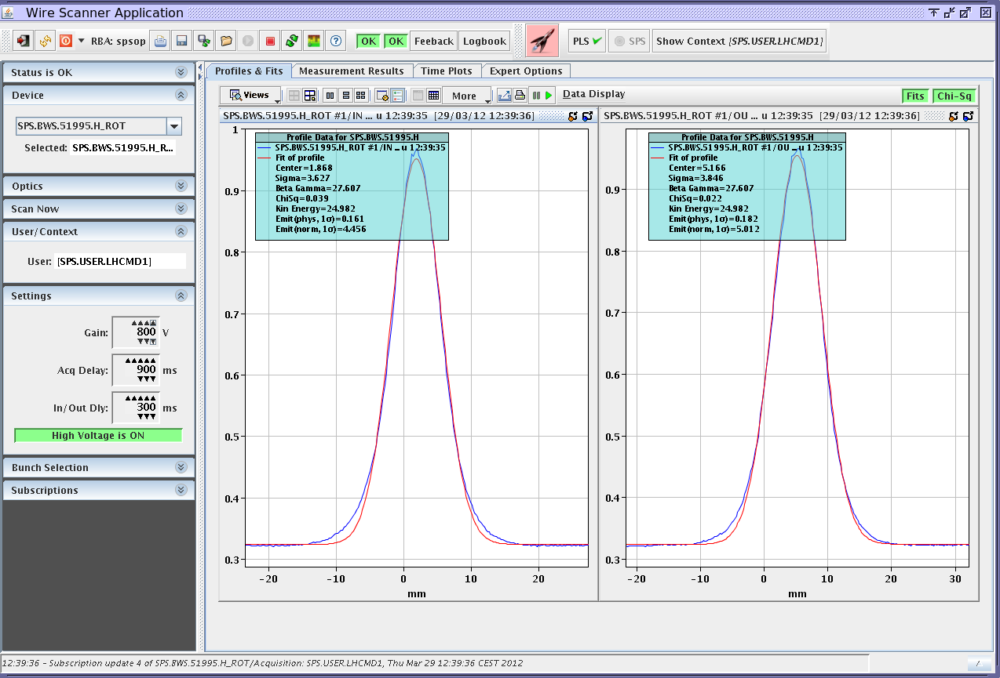 Wire Scanner Application
RBA: spsop
OK OK Feeback Logbook
PLS SPS Show Context [SPS.USER.LHCMD1]
Status is OK
Device
SPS.BWS.51995.H_ROT
Selected: SPS.BWS.51995.H_R...
Optics
Scan Now
User/Context
User: [SPS.USER.LHCMD1]
Settings
Gain: 800 V
Acq Delay: 900 ms
In/Out Dly: 300 ms
High Voltage is ON
Bunch Selection
Subscriptions
Profiles & Fits Measurement Results Time Plots Expert Options
Views More Data Display Fits Chi-Sq
SPS.BWS.51995.H_ROT #1/IN ... u 12:39:35 [29/03/12 12:39:36]
Profile Data for SPS.BWS.51995.H
SPS.BWS.51995.H_ROT #1/IN ... u 12:39:35
Fit of profile
Center=1.868
Sigma=3.627
Beta Gamma=27.607
ChiSq=0.039
Kin Energy=24.982
Emit(phys, 1σ)=0.161
Emit(norm, 1σ)=4.456
1
0.9
0.8
0.7
0.6
0.5
0.4
0.3
-20 -10 0 10 20
mm
SPS.BWS.51995.H_ROT #1/OU ... u 12:39:35 [29/03/12 12:39:36]
Profile Data for SPS.BWS.51995.H
SPS.BWS.51995.H_ROT #1/OU ... u 12:39:35
Fit of profile
Center=5.166
Sigma=3.846
Beta Gamma=27.607
ChiSq=0.022
Kin Energy=24.982
Emit(phys, 1σ)=0.182
Emit(norm, 1σ)=5.012
0.9
0.8
0.7
0.6
0.5
0.4
0.3
-20 -10 0 10 20 30
mm
12:39:36 - Subscription update 4 of SPS.BWS.51995.H_ROT/Acquisition: SPS.USER.LHCMD1, Thu Mar 29 12:39:36 CEST 2012